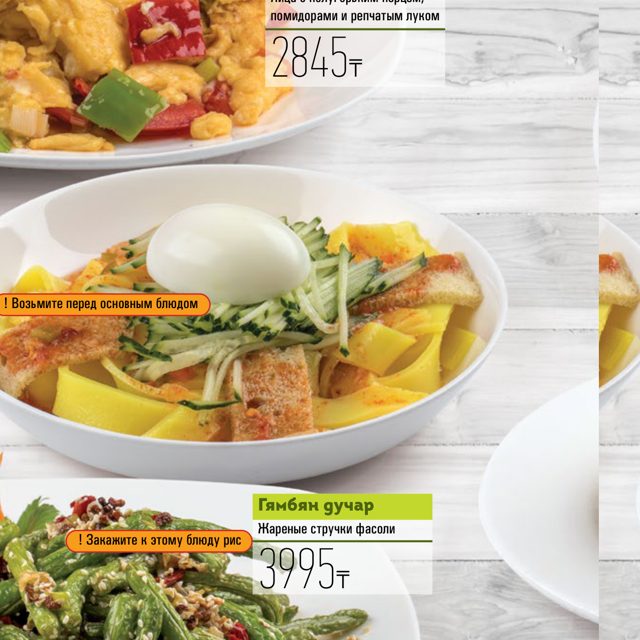 помидорами и репчатым луком
2845₸
! Возьмите перед основным блюдом
Гямбян дучар
! Закажите к этому блюду рис
Жареные стручки фасоли
3995₸